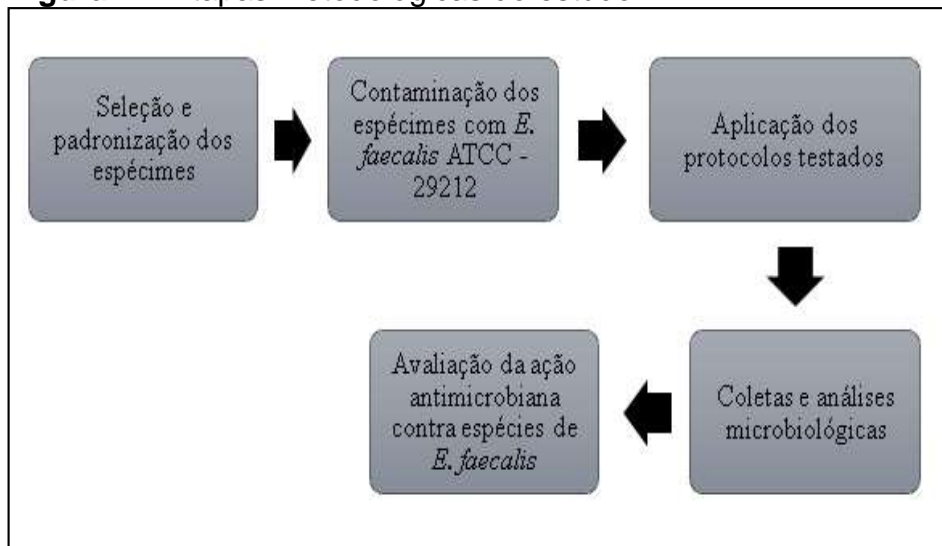 Seleção e
padronização dos
espécimes
Contaminação dos
espécimes com E.
faecalis ATCC -
29212
Aplicação dos
protocolos testados
Coletas e análises
microbiológicas
Avaliação da ação
antimicrobiana
contra espécies de
E. faecalis